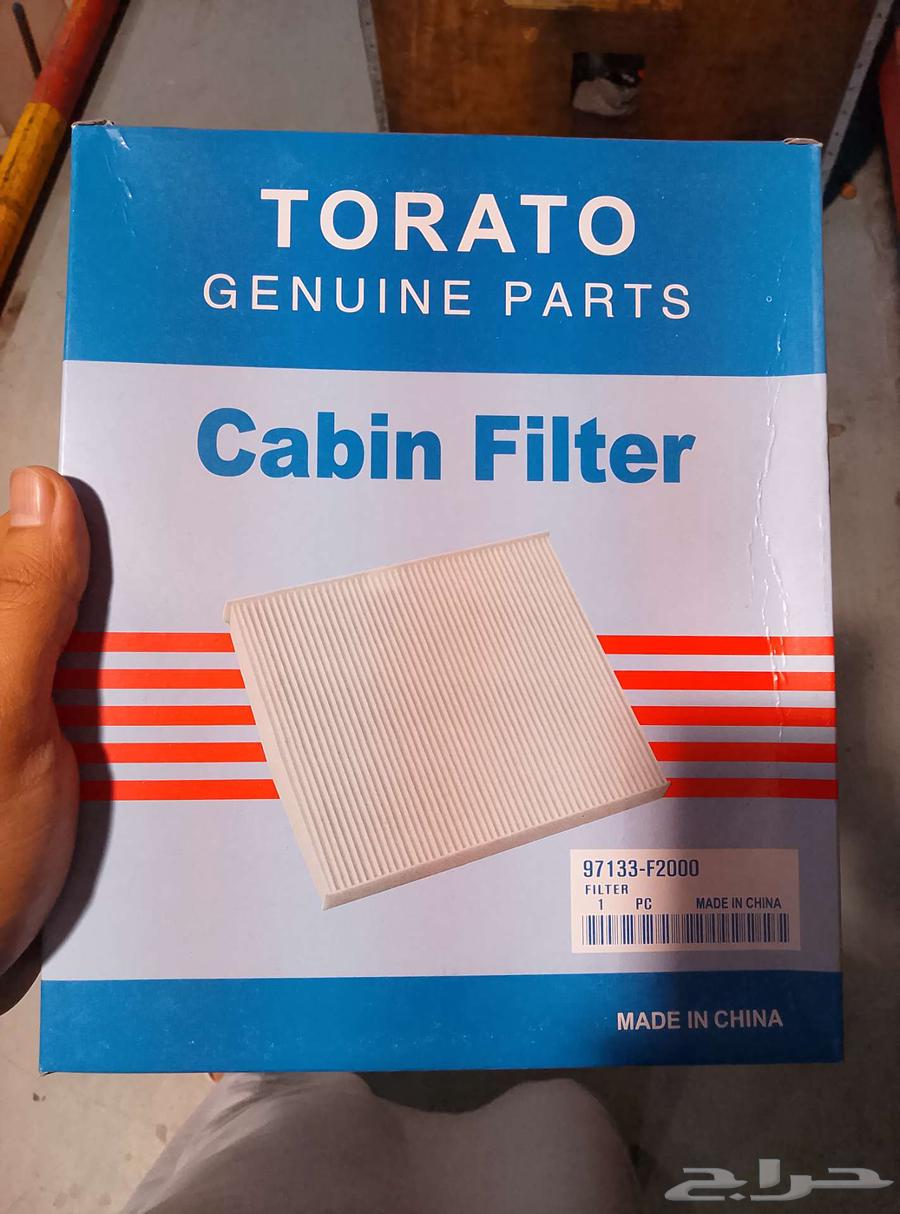 TORATO
GENUINE PARTS
Cabin Filter
97133-F2000
FILTER
1 PC MADE IN CHINA
MADE IN CHINA
حراج